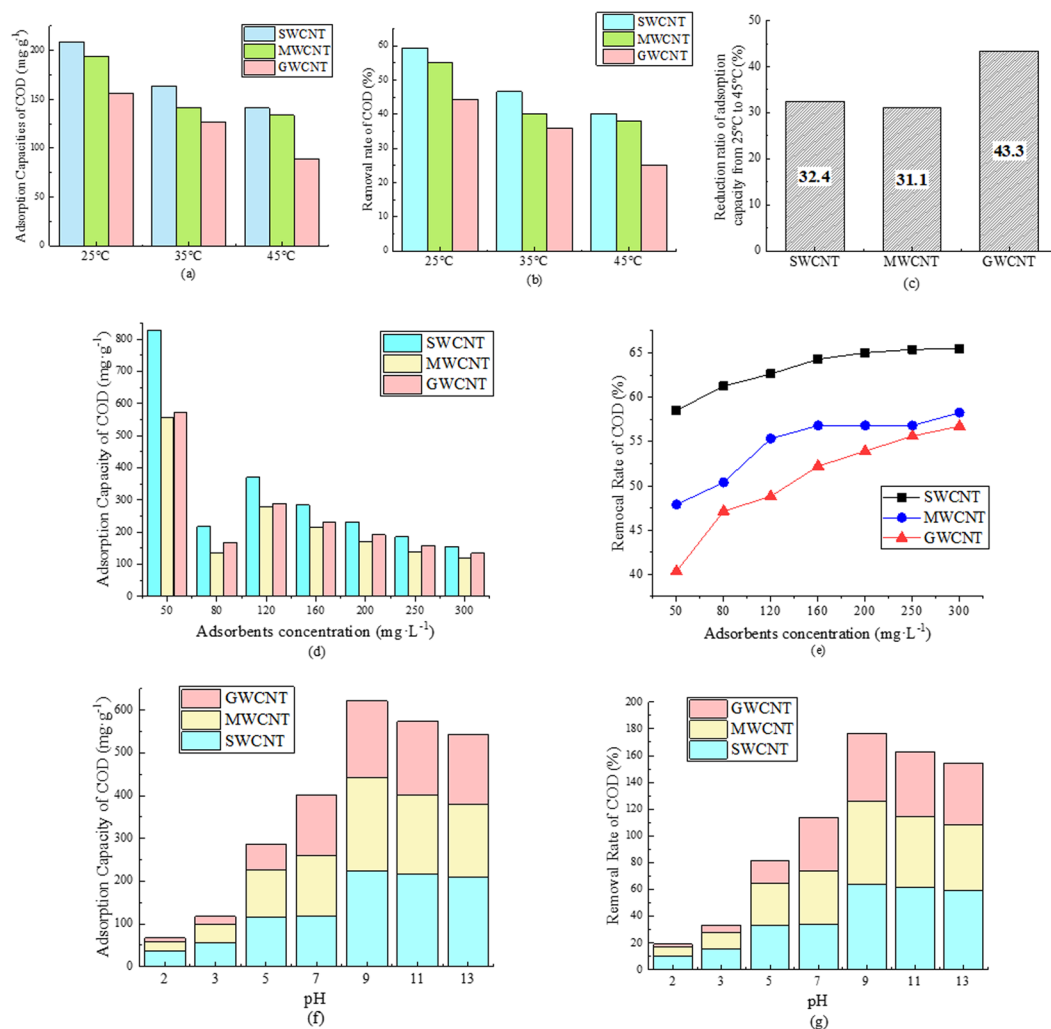 Adsorption Capacities of COD (mg·g⁻¹)
200
150
100
50
0
SWCNT
MWCNT
GWCNT
25℃
35℃
45℃
(a)
Removal rate of COD (%)
60
50
40
30
20
10
0
SWCNT
MWCNT
GWCNT
25℃
35℃
45℃
(b)
Reduction ratio of adsorption
capacity from 25℃ to 45℃ (%)
50
40
30
20
10
0
32.4
31.1
43.3
SWCNT
MWCNT
GWCNT
(c)
Adsorption Capacity of COD (mg·g⁻¹)
800
700
600
500
400
300
200
100
0
SWCNT
MWCNT
GWCNT
50
80
120
160
200
250
300
Adsorbents concentration (mg·L⁻¹)
(d)
Remocal Rate of COD (%)
65
60
55
50
45
40
SWCNT
MWCNT
GWCNT
50
80
120
160
200
250
300
Adsorbents concentration (mg·L⁻¹)
(e)
Adsorption Capacity of COD (mg·g⁻¹)
600
500
400
300
200
100
0
GWCNT
MWCNT
SWCNT
2
3
5
7
9
11
13
pH
(f)
Removal Rate of COD (%)
200
180
160
140
120
100
80
60
40
20
0
GWCNT
MWCNT
SWCNT
2
3
5
7
9
11
13
pH
(g)